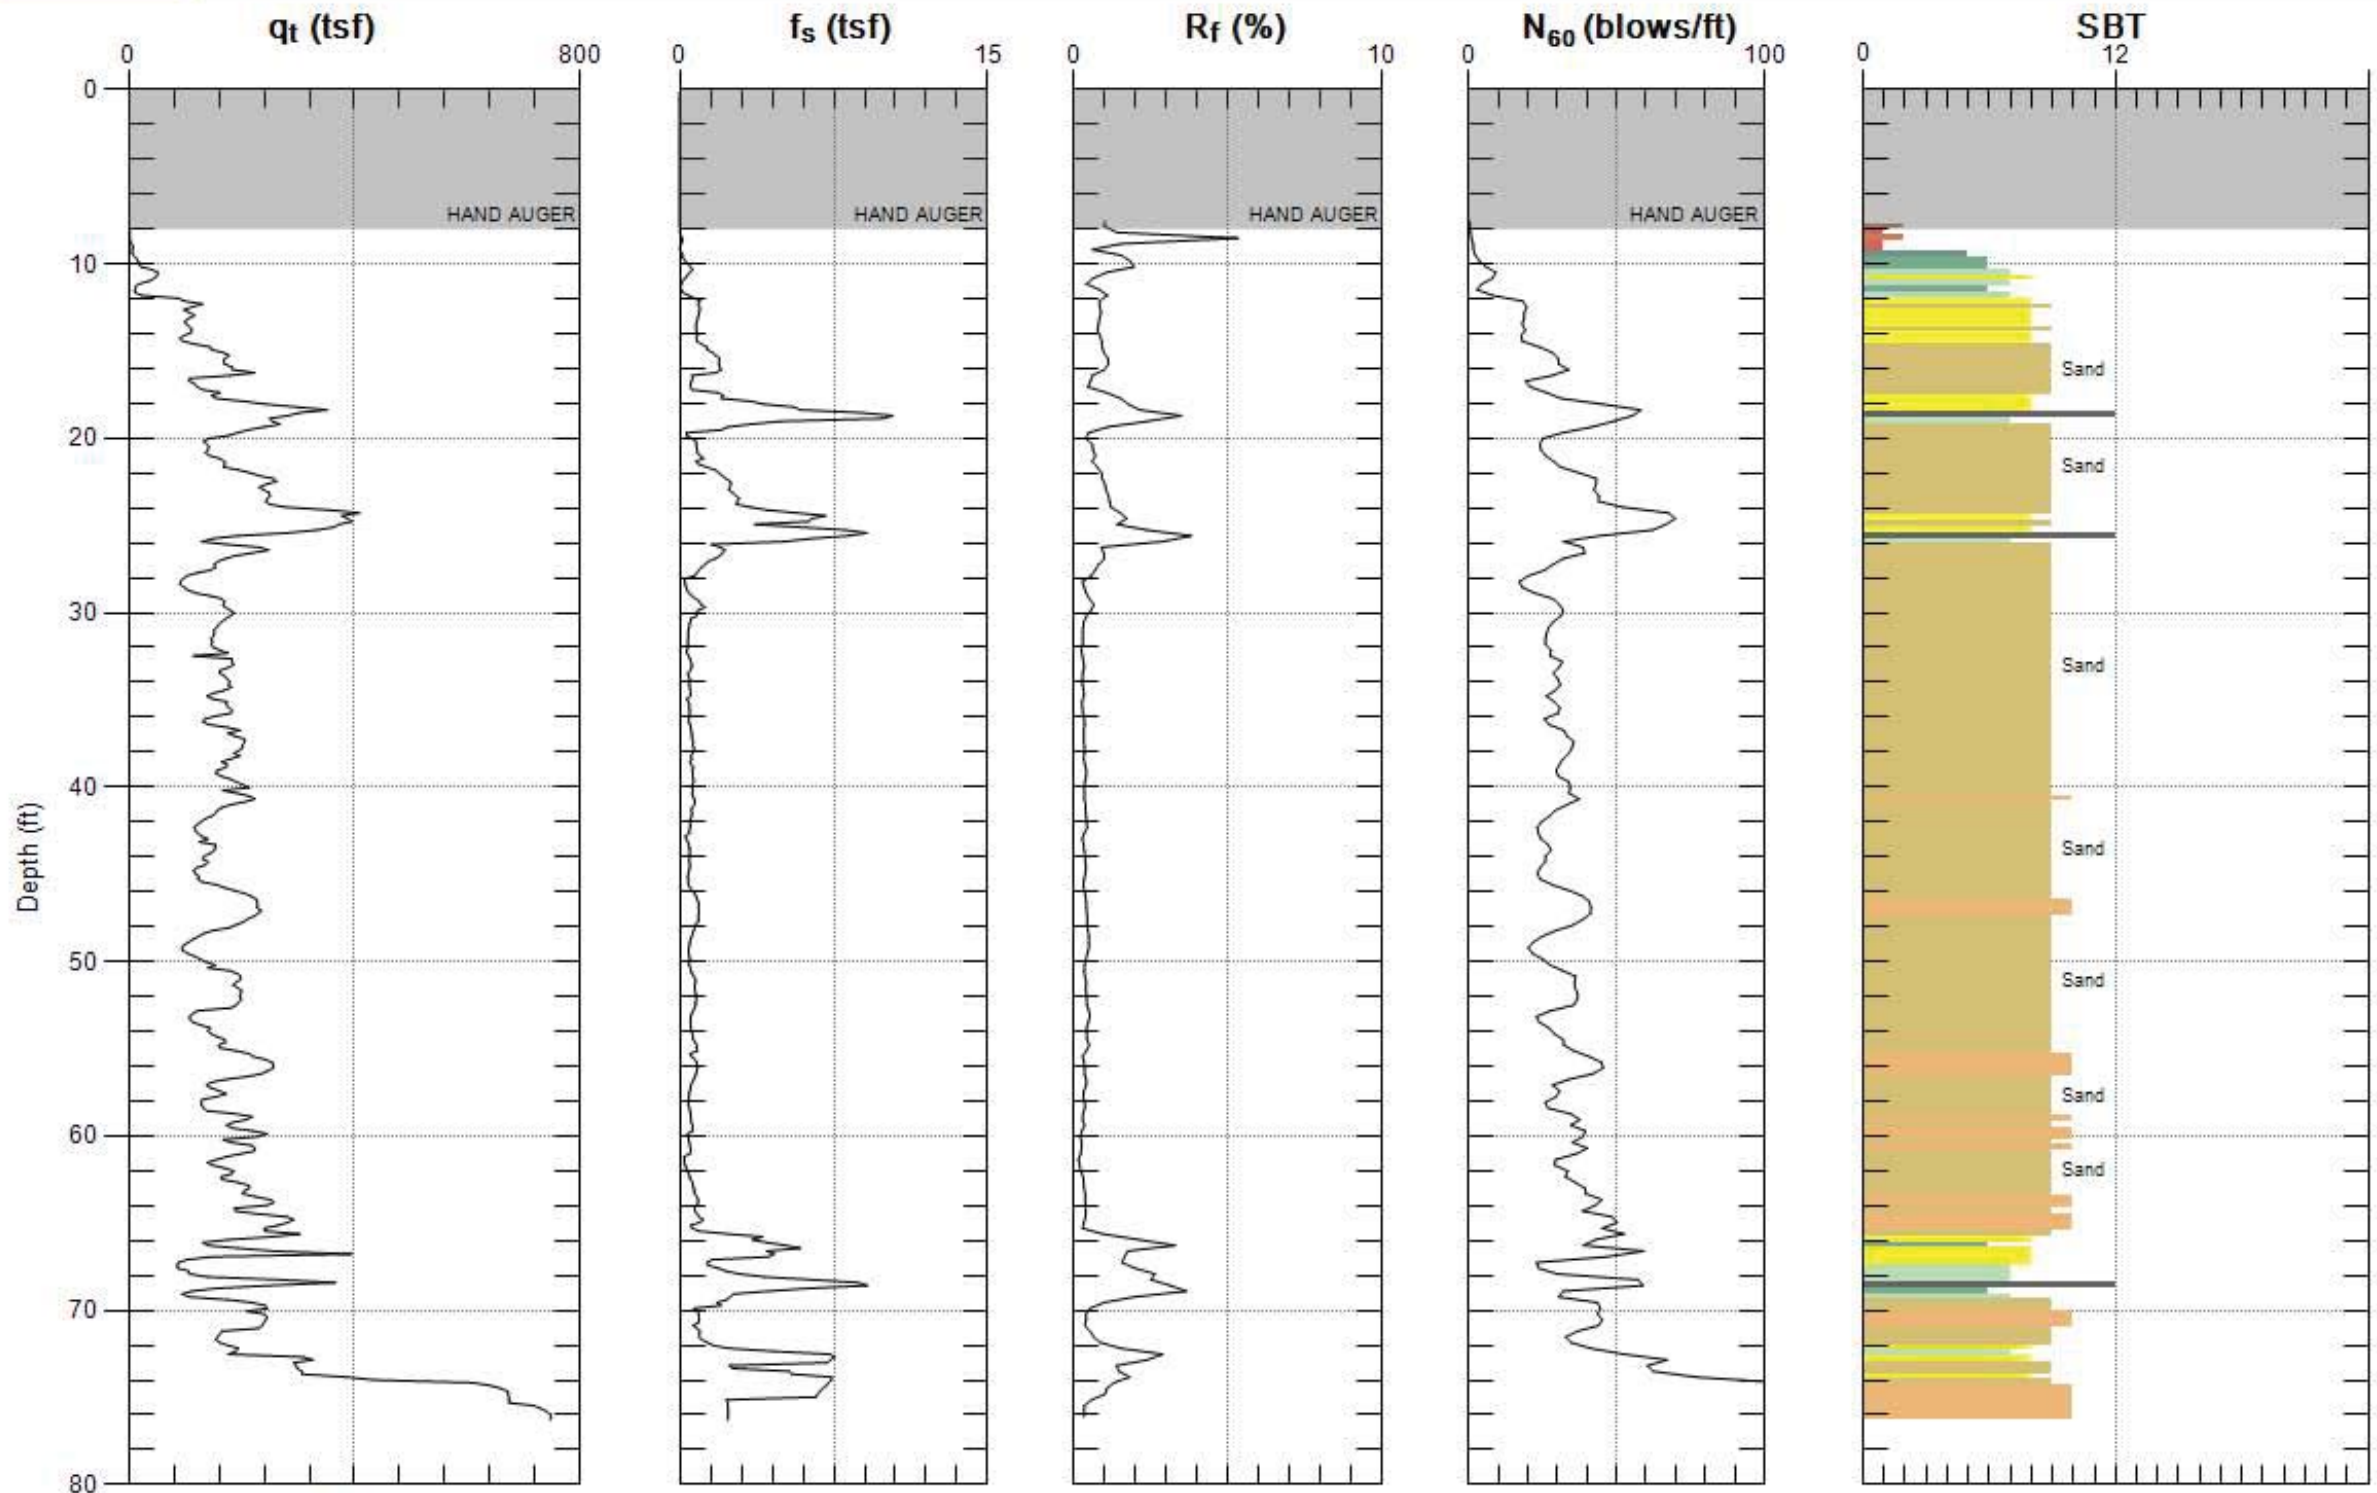 qt (tsf) fs (tsf) Rf (%) N60 (blows/ft) SBT
0 800 0 15 0 10 0 100 0 12
0
HAND AUGER HAND AUGER HAND AUGER HAND AUGER
10
Sand
20
Sand
30
Sand
40
Sand
Depth (ft)
50
Sand
Sand
60
Sand
70
80